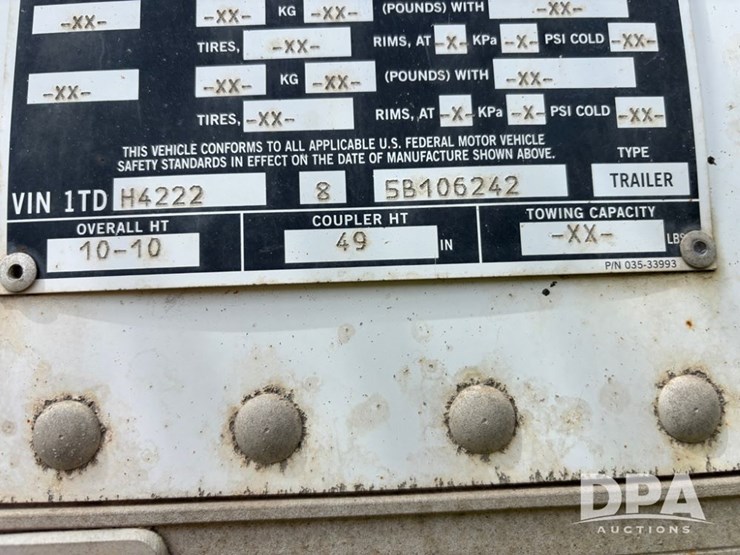 -XX- -XX- KG -XX- (POUNDS) WITH -XX-
TIRES, -XX- RIMS, AT -X- KPa -X- PSI COLD -XX-
-XX- -XX- KG -XX- (POUNDS) WITH -XX-
TIRES, -XX- RIMS, AT -X- KPa -X- PSI COLD -XX-
THIS VEHICLE CONFORMS TO ALL APPLICABLE U.S. FEDERAL MOTOR VEHICLE
SAFETY STANDARDS IN EFFECT ON THE DATE OF MANUFACTURE SHOWN ABOVE.
TYPE
VIN 1TD H4222 8 5B106242 TRAILER
OVERALL HT COUPLER HT TOWING CAPACITY
10-10 49 IN -XX- LBS
P/N 035-33993
DPA
AUCTIONS